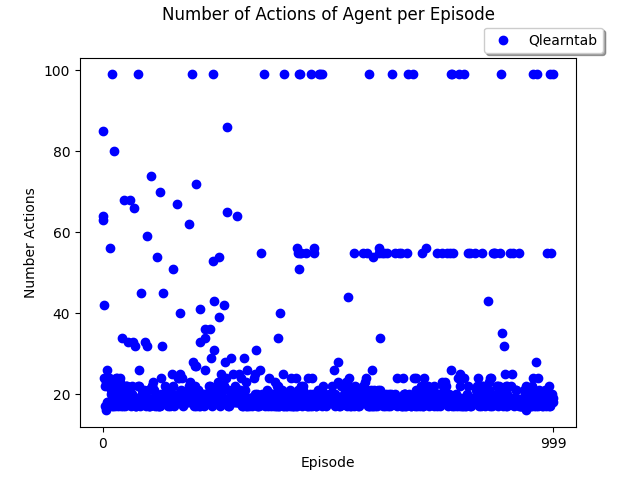 Number of Actions of Agent per Episode
Qlearntab
100
80
60
40
20
Number Actions
0 999
Episode